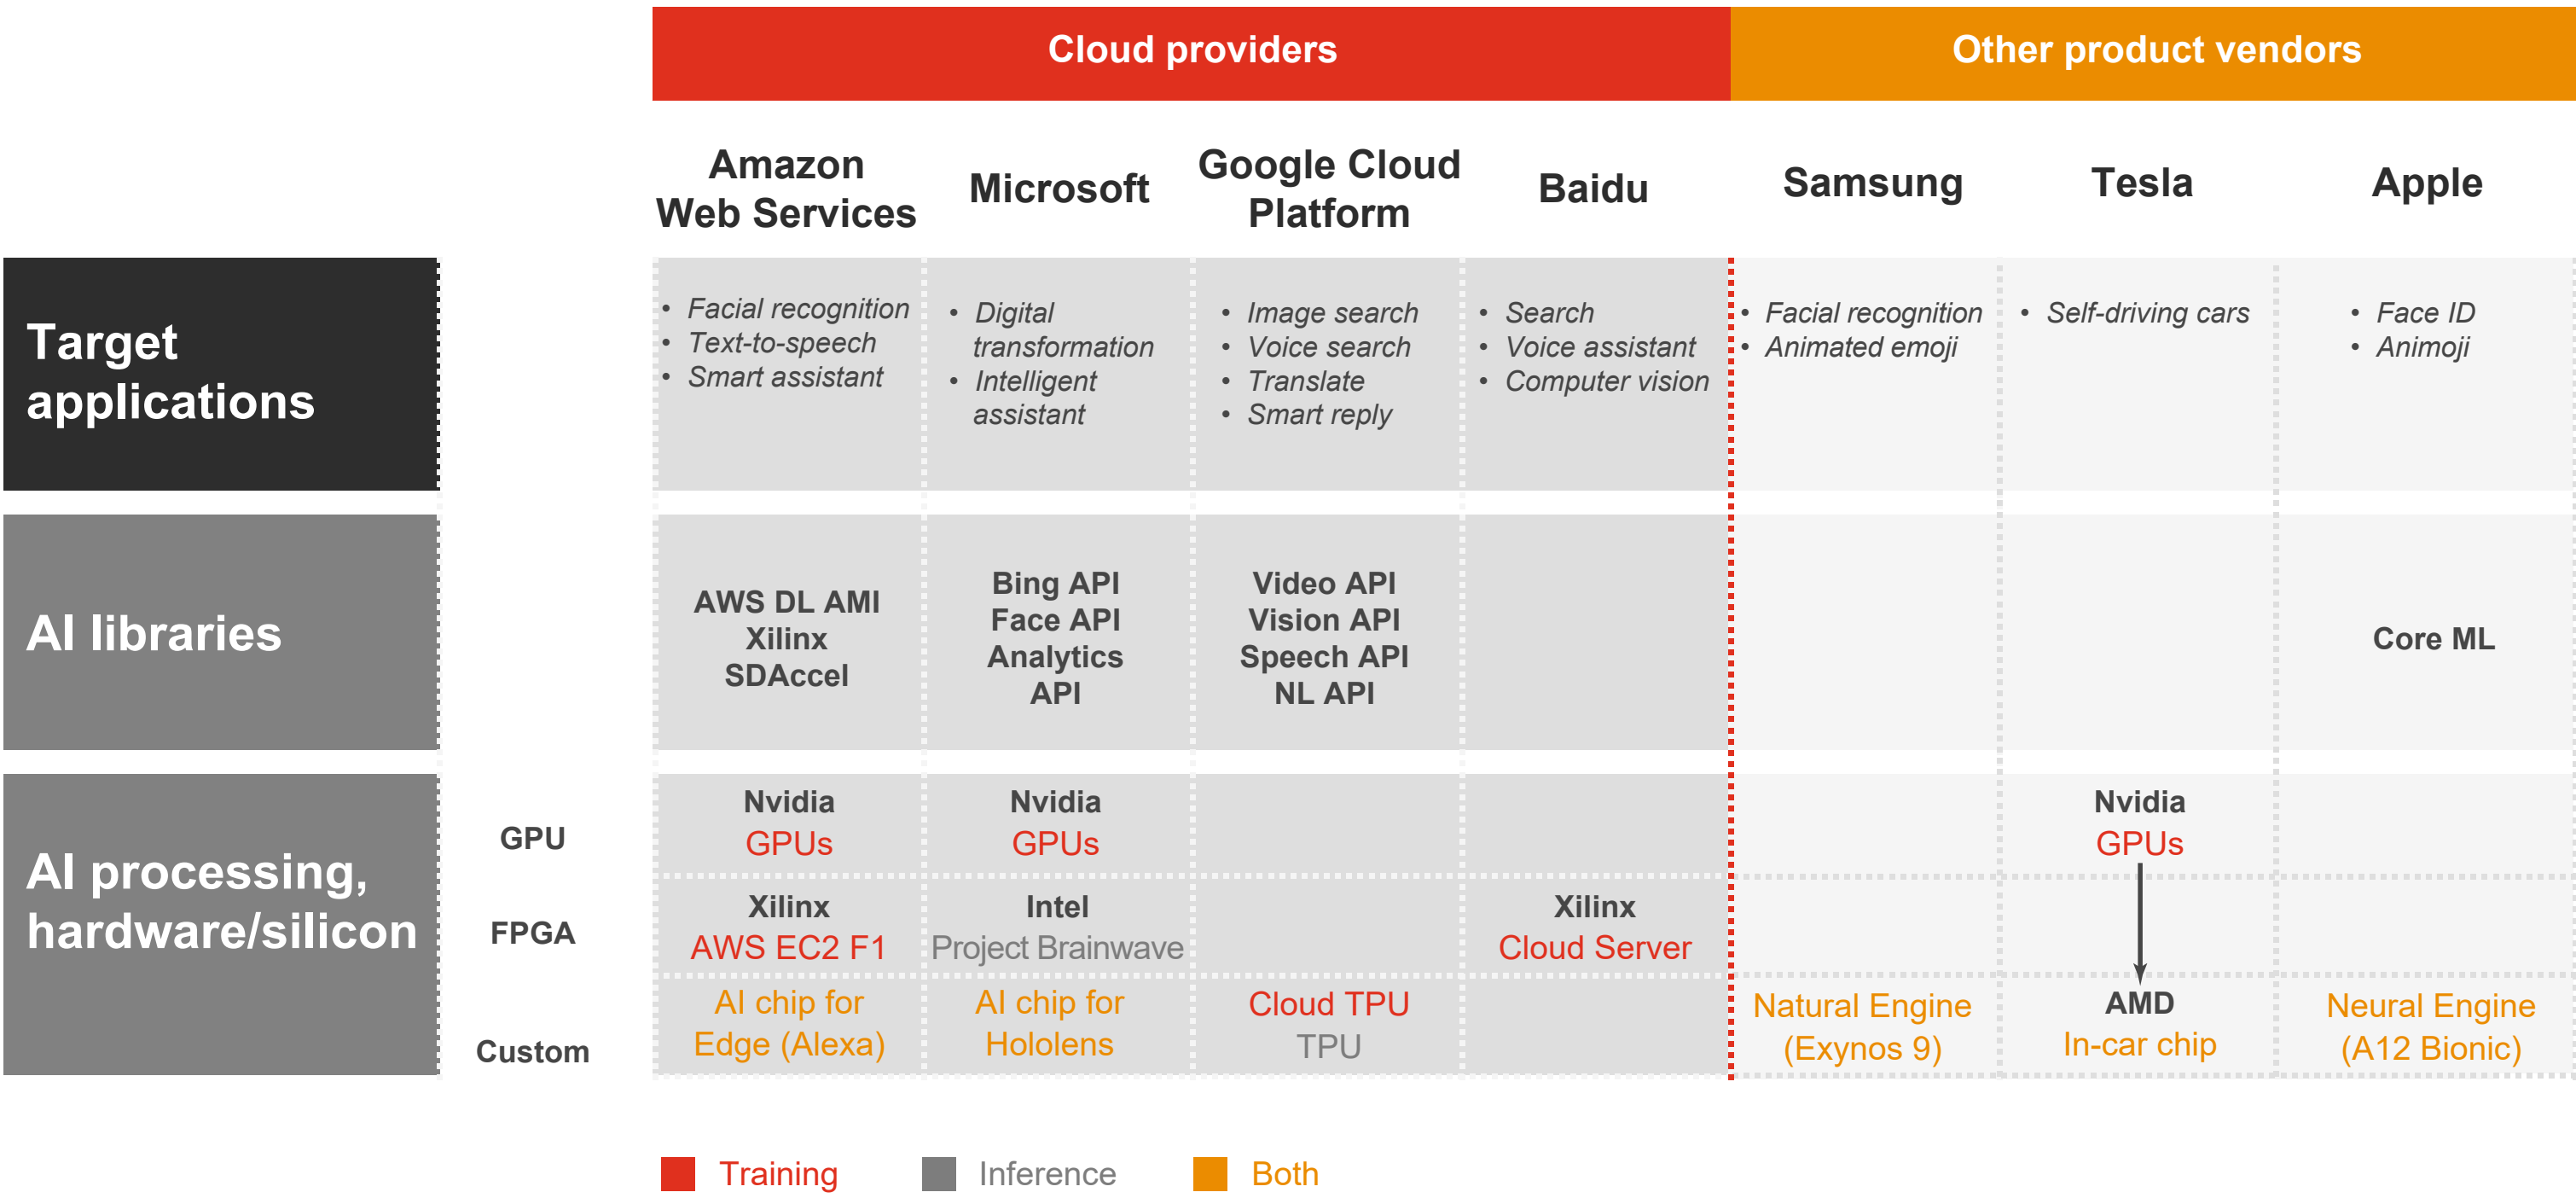 Cloud providers
Other product vendors
Amazon
Web Services
Microsoft
Google Cloud
Platform
Baidu
Samsung
Tesla
Apple
Target
applications
• Facial recognition
• Text-to-speech
• Smart assistant
• Digital
transformation
• Intelligent
assistant
• Image search
• Voice search
• Translate
• Smart reply
• Search
• Voice assistant
• Computer vision
• Facial recognition
• Animated emoji
• Self-driving cars
• Face ID
• Animoji
AI libraries
AWS DL AMI
Xilinx
SDAccel
Bing API
Face API
Analytics
API
Video API
Vision API
Speech API
NL API
Core ML
AI processing,
hardware/silicon
GPU
Nvidia
GPUs
Nvidia
GPUs
Nvidia
GPUs
FPGA
Xilinx
AWS EC2 F1
Intel
Project Brainwave
Xilinx
Cloud Server
Custom
AI chip for
Edge (Alexa)
AI chip for
Hololens
Cloud TPU
TPU
Natural Engine
(Exynos 9)
AMD
In-car chip
Neural Engine
(A12 Bionic)
Training
Inference
Both